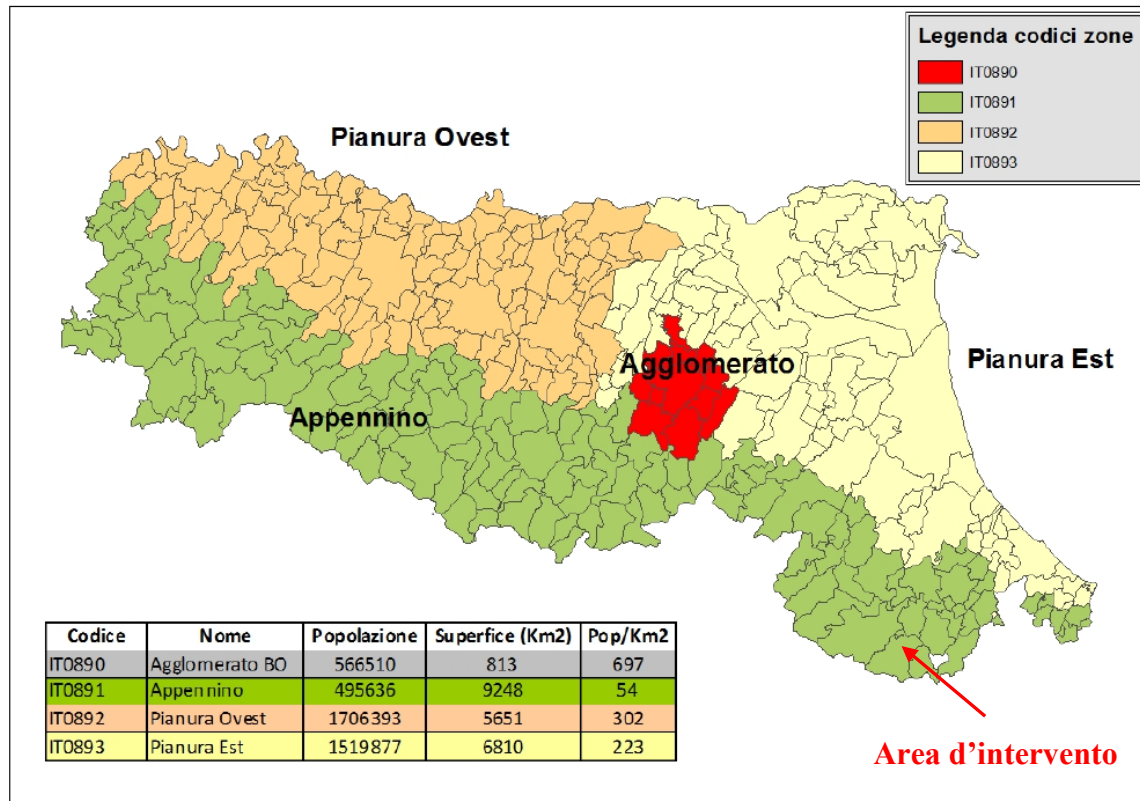 Legenda codici zone
IT0890
IT0891
IT0892
IT0893
Pianura Ovest
Agglomerato
Pianura Est
Appennino
Codice Nome Popolazione Superfice (Km2) Pop/Km2
IT0890 Agglomerato BO 566510 813 697
IT0891 Appennino 495636 9248 54
IT0892 Pianura Ovest 1706393 5651 302
IT0893 Pianura Est 1519877 6810 223
Area d'intervento